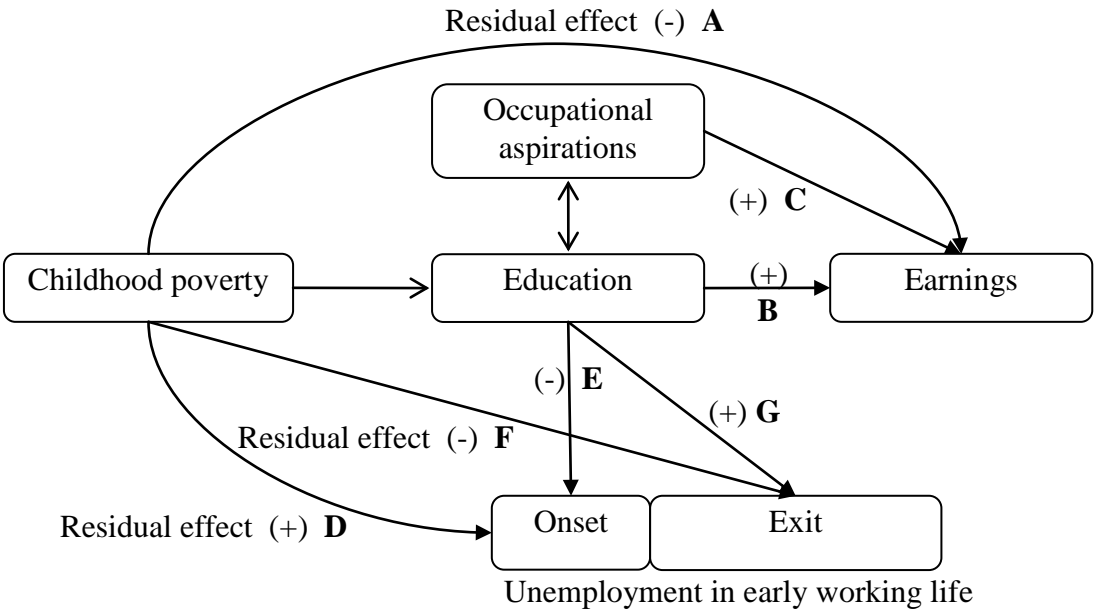 Residual effect (-) A
Occupational
aspirations
(+) C
Childhood poverty
Education
(+)
B
Earnings
(-) E
(+) G
Residual effect (-) F
Residual effect (+) D
Onset
Exit
Unemployment in early working life